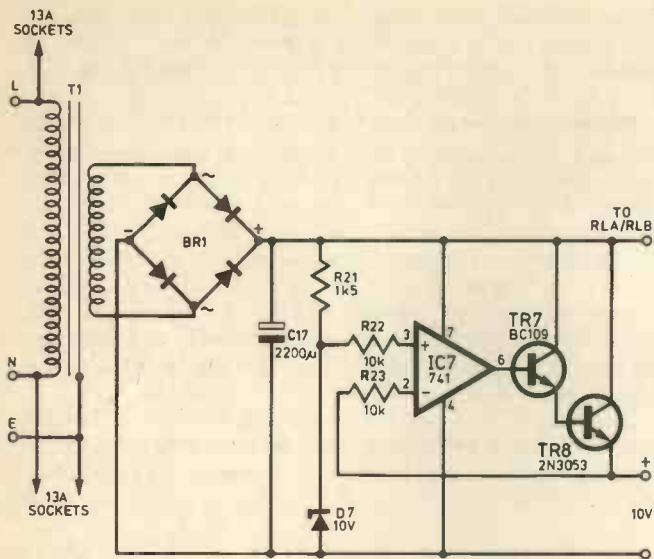 13A
SOCKETS
L
T1
~
-
BR1
+
~
TO
RLA/RLB
R21
1k5
C17
2200µ
R22
10k
R23
10k
3
+
2
-
7
IC7
741
4
6
TR7
BC109
TR8
2N3053
N
E
13A
SOCKETS
D7
10V
+
10V
-